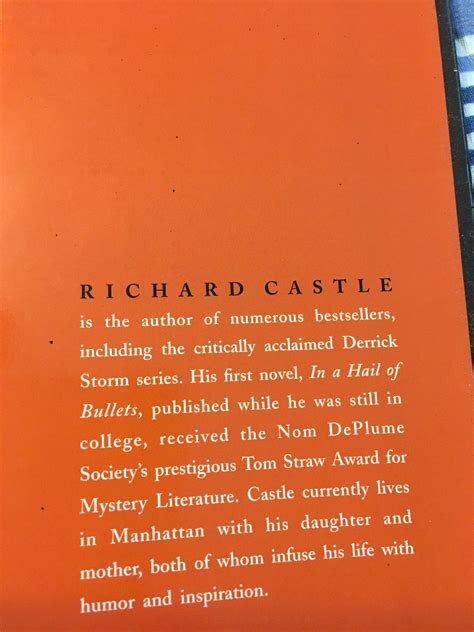 RICHARD CASTLE
is the author of numerous bestsellers,
including the critically acclaimed Derrick
Storm series. His first novel, In a Hail of
Bullets, published while he was still in
college, received the Nom DePlume
Society's prestigious Tom Straw Award for
Mystery Literature. Castle currently lives
in Manhattan with his daughter and
mother, both of whom infuse his life with
humor and inspiration.